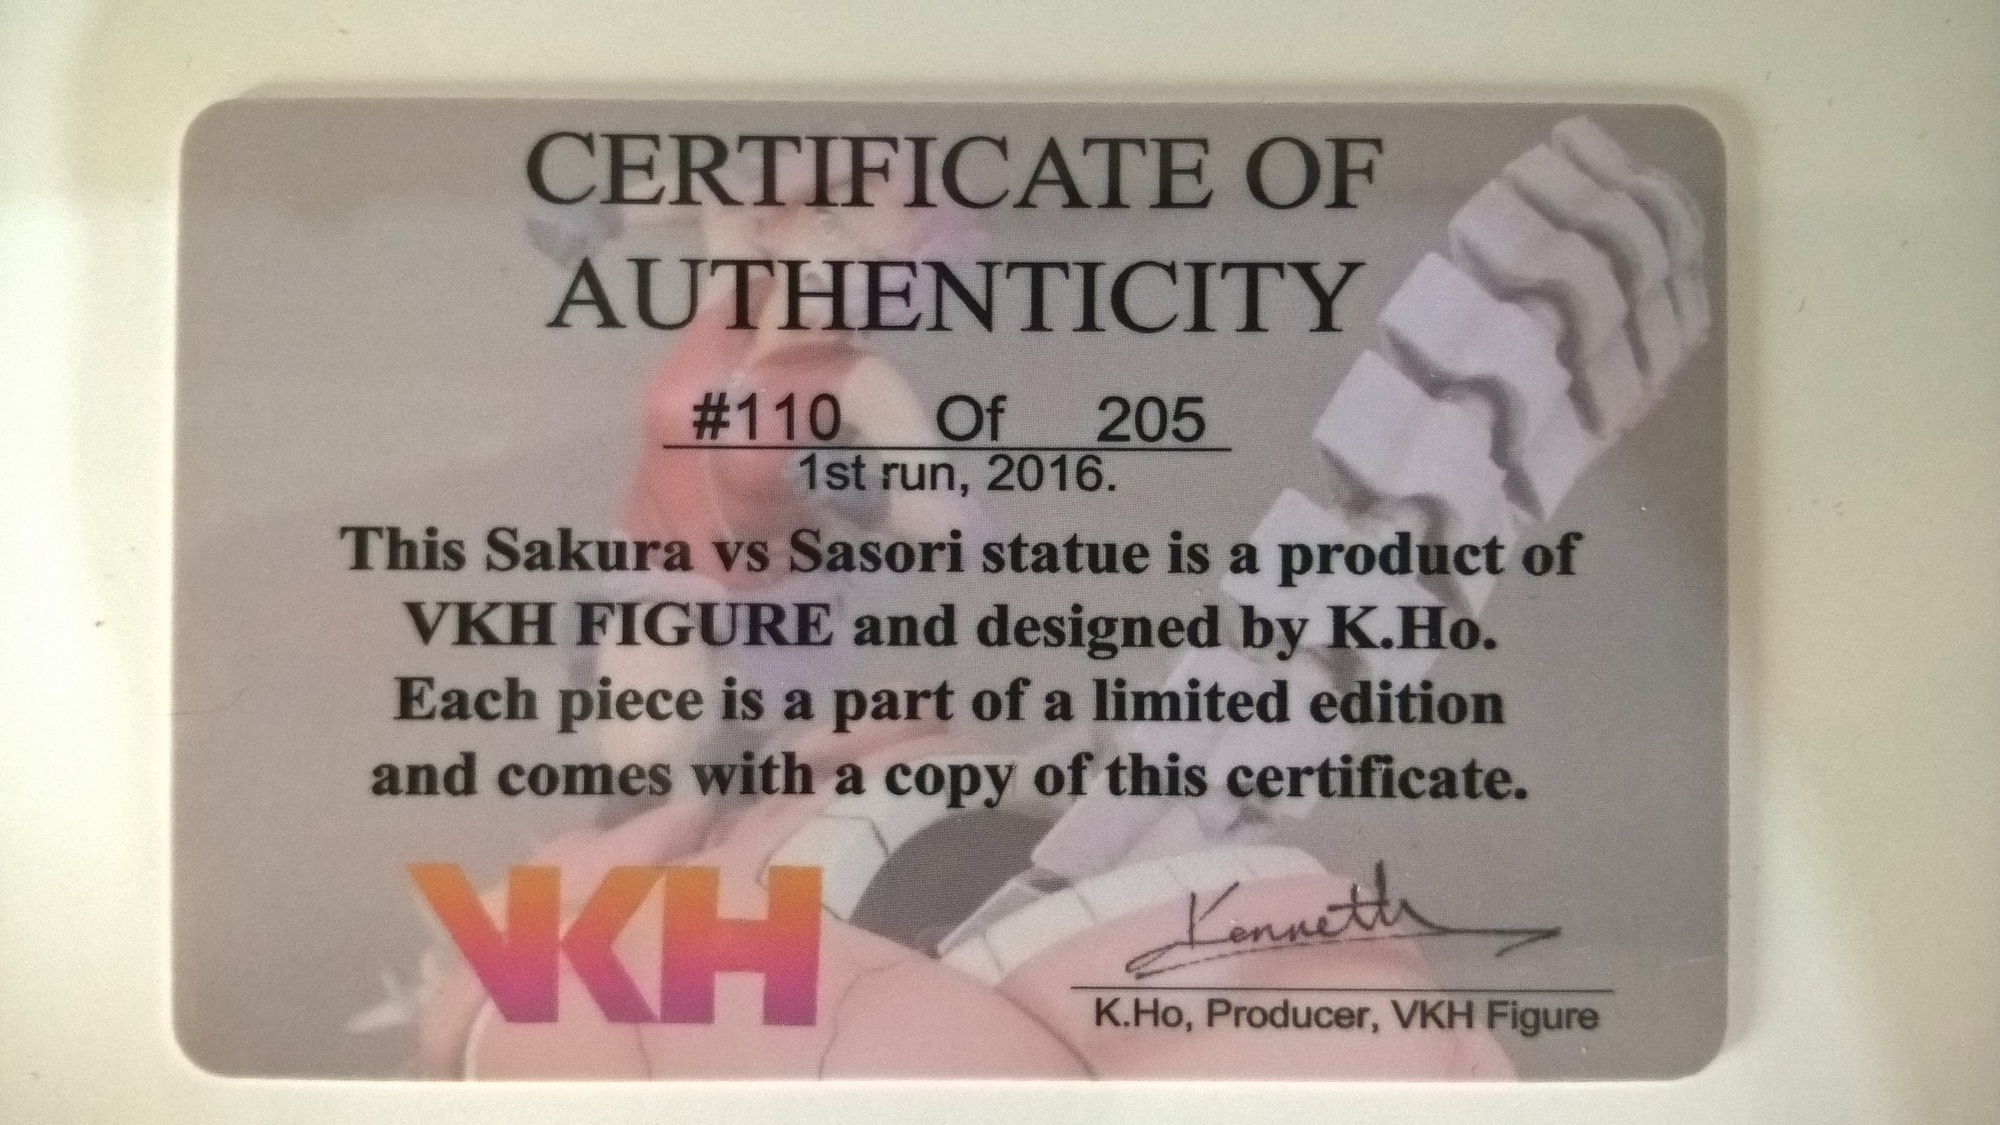 CERTIFICATE OF
AUTHENTICITY
#110 Of 205
1st run, 2016.
This Sakura vs Sasori statue is a product of
VKH FIGURE and designed by K.Ho.
Each piece is a part of a limited edition
and comes with a copy of this certificate.
VKH
Kenneth
K.Ho, Producer, VKH Figure